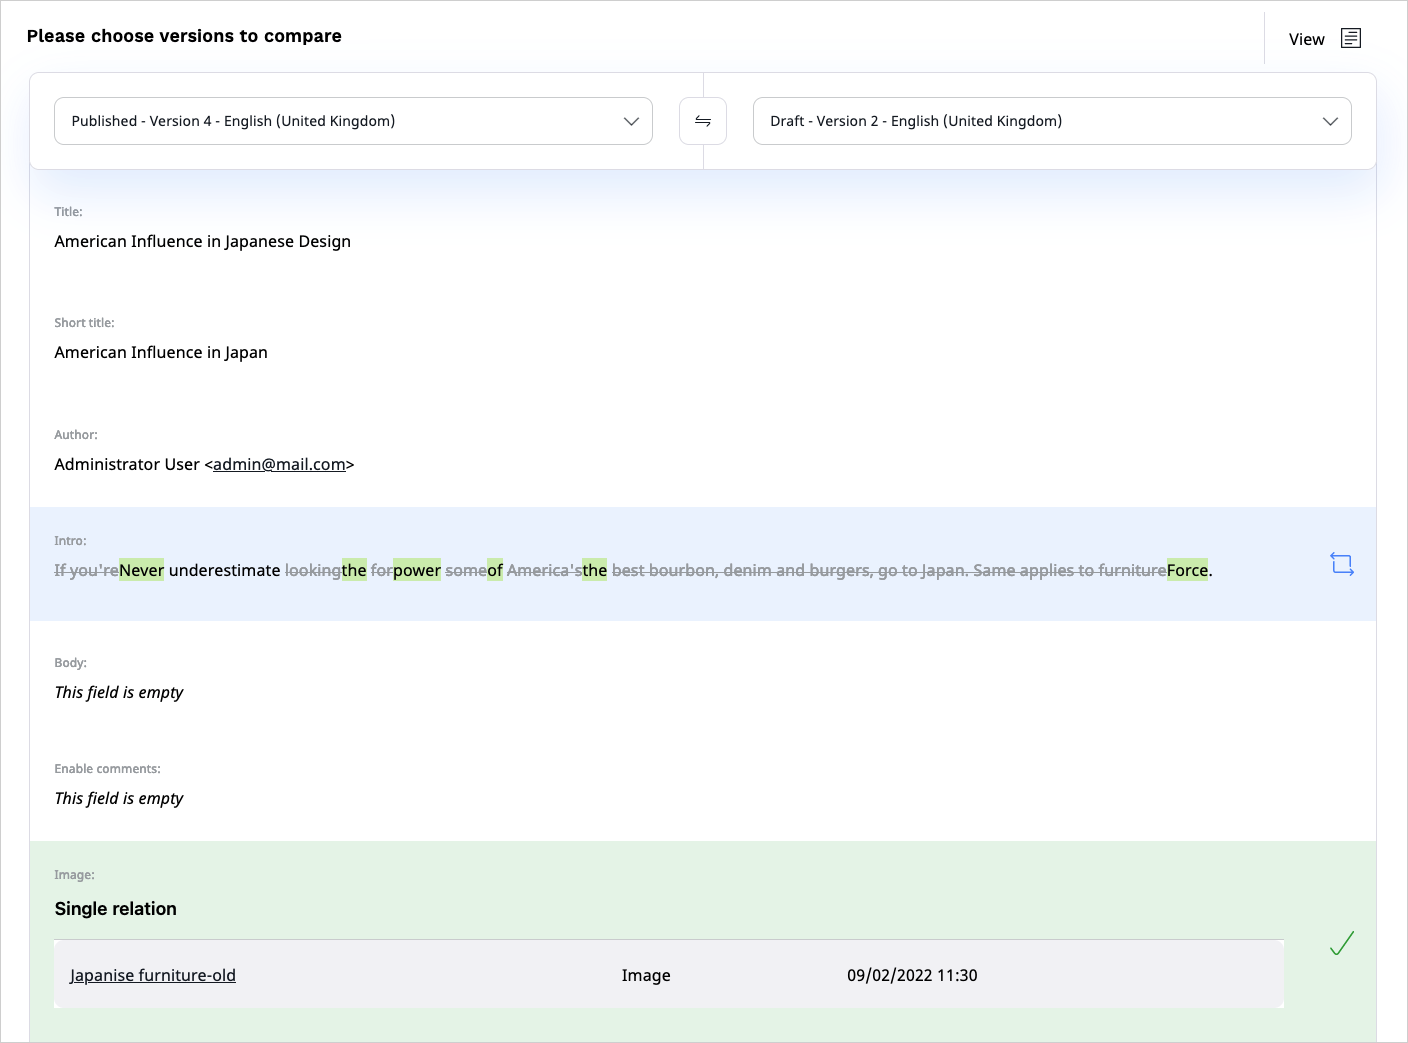 Please choose versions to compare
View
Published - Version 4 - English (United Kingdom)
Draft - Version 2 - English (United Kingdom)
Title:
American Influence in Japanese Design
Short title:
American Influence in Japan
Author:
Administrator User <admin@mail.com>
Intro:
If you'reNever underestimate lookingthe forpower someof America'sthe best bourbon, denim and burgers, go to Japan. Same applies to furnitureForce.
Body:
This field is empty
Enable comments:
This field is empty
Image:
Single relation
Japanise furniture-old Image 09/02/2022 11:30